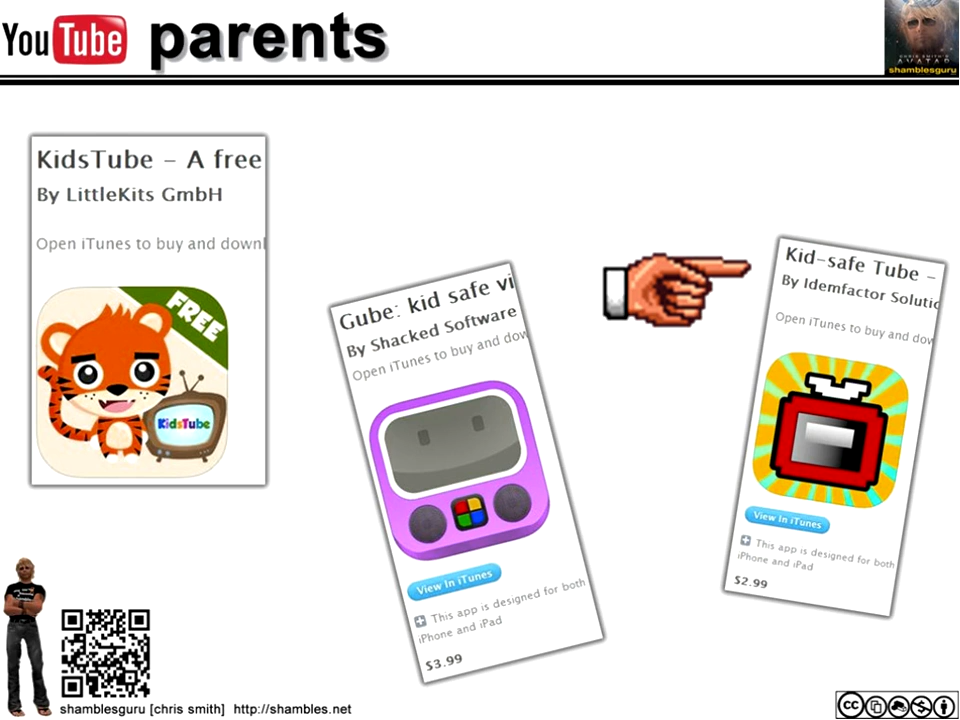 YouTube parents
CHRIS SMITH'S
AVATAR
shamblesguru
KidsTube – A free
By LittleKits GmbH
Open iTunes to buy and downl
FREE
KidsTube
Gube: kid safe vi
By Shacked Software
Open iTunes to buy and dow
View In iTunes
This app is designed for both
iPhone and iPad
$3.99
Kid-safe Tube –
By Idemfactor Solutio
Open iTunes to buy and dow
View In iTunes
This app is designed for both
iPhone and iPad
$2.99
shamblesguru [chris smith] http://shambles.net
cc